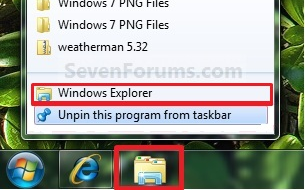 Windows 7 PNG Files
Windows 7 PNG Files
weatherman 5.32
SevenForums.com
Windows Explorer
Unpin this program from taskbar